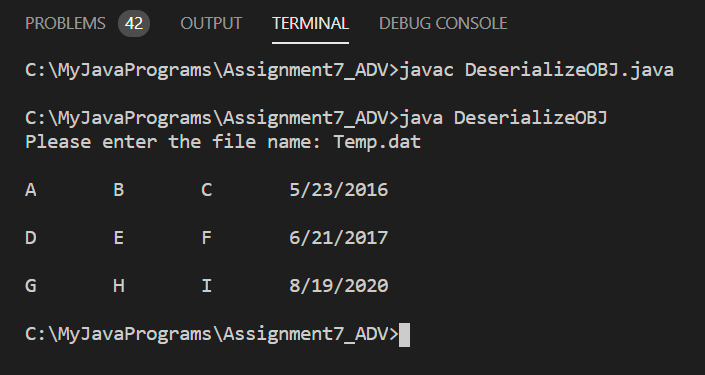 PROBLEMS 42 OUTPUT TERMINAL DEBUG CONSOLE
C:\MyJavaPrograms\Assignment7_ADV>javac DeserializeOBJ.java
C:\MyJavaPrograms\Assignment7_ADV>java DeserializeOBJ
Please enter the file name: Temp.dat
A B C 5/23/2016
D E F 6/21/2017
G H I 8/19/2020
C:\MyJavaPrograms\Assignment7_ADV>